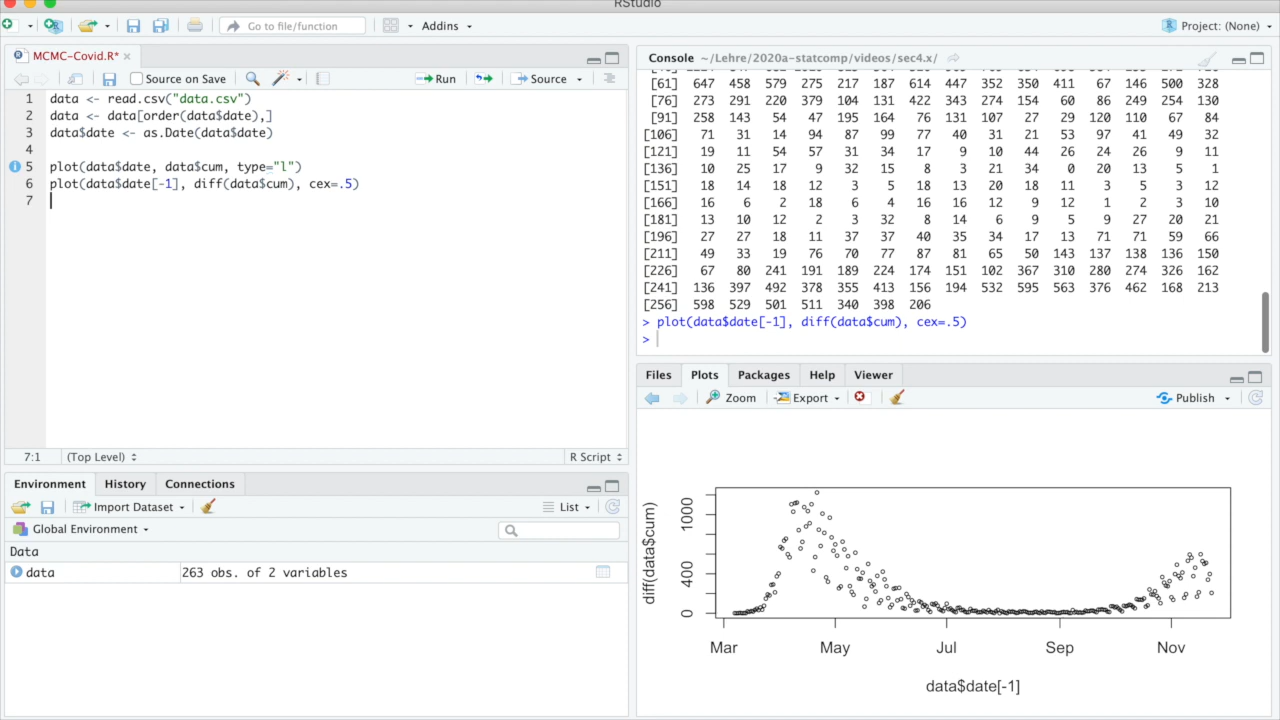 RStudio
Go to file/function
Addins
Project: (None)
MCMC-Covid.R*
Source on Save
Run
Source
1 data <- read.csv("data.csv")
2 data <- data[order(data$date),]
3 data$date <- as.Date(data$date)
4
5 plot(data$date, data$cum, type="l")
6 plot(data$date[-1], diff(data$cum), cex=.5)
7
7:1 (Top Level) R Script
Environment History Connections
Import Dataset List
Global Environment
Data
data 263 obs. of 2 variables
Console ~/Lehre/2020a-statcomp/videos/sec4.x/
[61] 647 458 579 275 217 187 614 447 352 350 411 67 146 500 328
[76] 273 291 220 379 104 131 422 343 274 154 60 86 249 254 130
[91] 258 143 54 47 195 164 76 131 107 27 29 120 110 67 84
[106] 71 31 14 94 87 99 77 40 31 21 53 97 41 49 32
[121] 19 11 54 57 31 34 17 9 10 44 26 24 26 9 11
[136] 10 25 17 9 32 15 8 3 21 34 0 20 13 5 1
[151] 18 14 18 12 3 5 18 13 20 18 11 3 5 3 12
[166] 16 6 2 18 6 4 16 16 12 9 12 1 2 3 10
[181] 13 10 12 2 3 32 8 14 6 9 5 9 27 20 21
[196] 27 27 18 11 37 37 40 35 34 17 13 71 71 59 66
[211] 49 33 19 76 70 77 87 81 65 50 143 137 138 136 150
[226] 67 80 241 191 189 224 174 151 102 367 310 280 274 326 162
[241] 136 397 492 378 355 413 156 194 532 595 563 376 462 168 213
[256] 598 529 501 511 340 398 206
> plot(data$date[-1], diff(data$cum), cex=.5)
>
Files Plots Packages Help Viewer
Zoom Export Publish
diff(data$cum)
1000
400
0
Mar May Jul Sep Nov
data$date[-1]